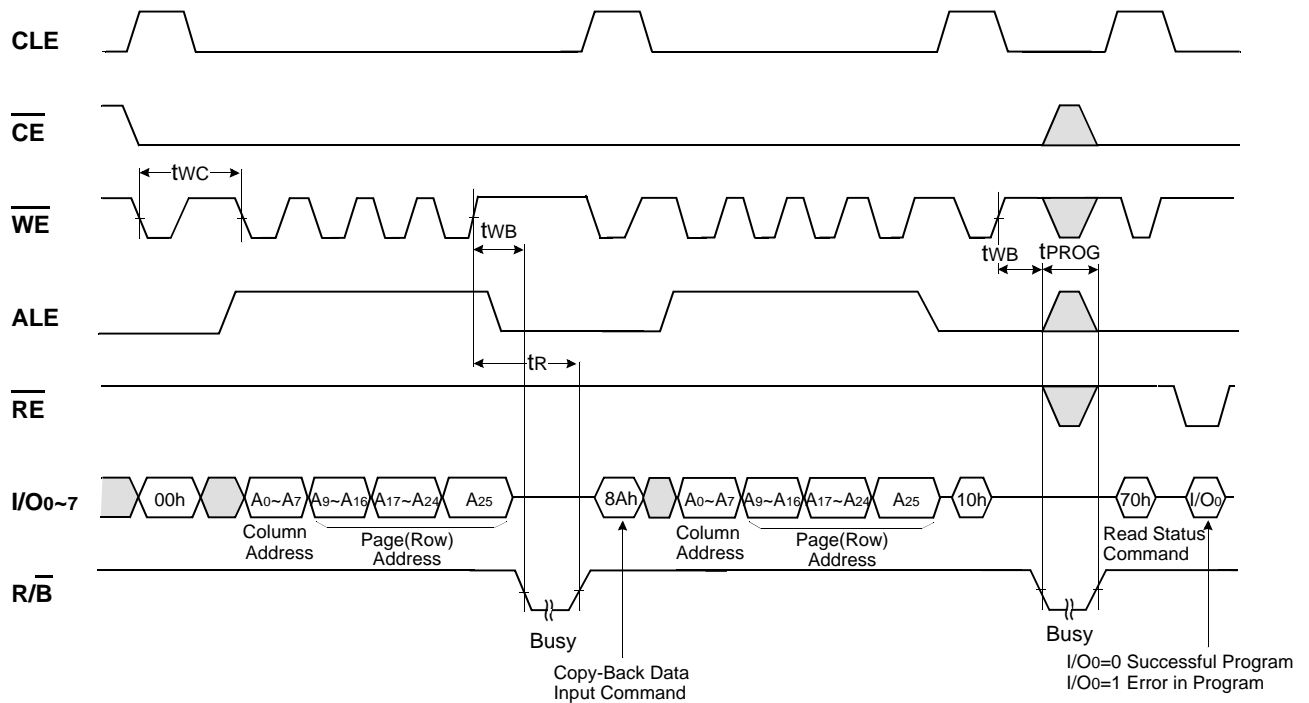 CLE
CE
tWC
WE
tWB
tWB
tPROG
ALE
tR
RE
I/O0~7
00h
A0~A7
A9~A16
A17~A24
A25
8Ah
A0~A7
A9~A16
A17~A24
A25
10h
70h
I/O0
Column
Address
Page(Row)
Address
Column
Address
Page(Row)
Address
Read Status
Command
R/B
Busy
Busy
Copy-Back Data
Input Command
I/O0=0 Successful Program
I/O0=1 Error in Program